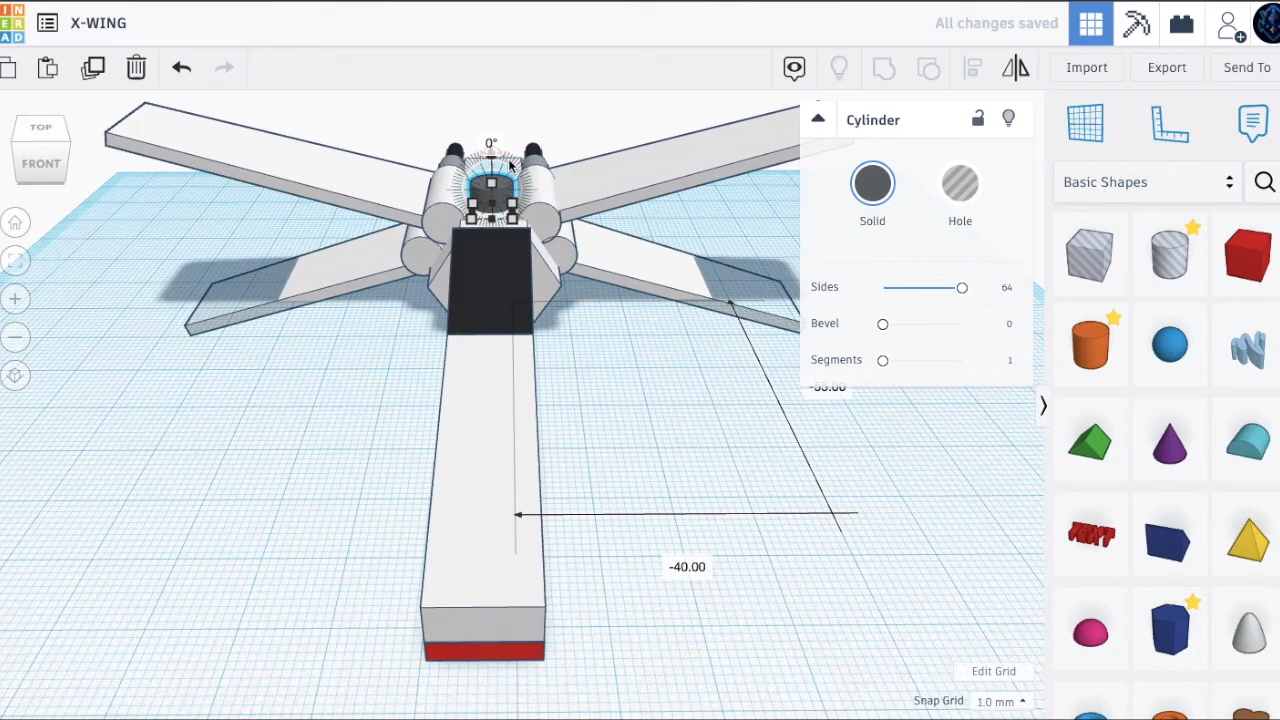 X-WING
All changes saved
Import
Export
Send To
TOP
FRONT
0°
Cylinder
Solid
Hole
Sides
64
Bevel
0
Segments
1
Basic Shapes
-40.00
Edit Grid
Snap Grid
1.0 mm